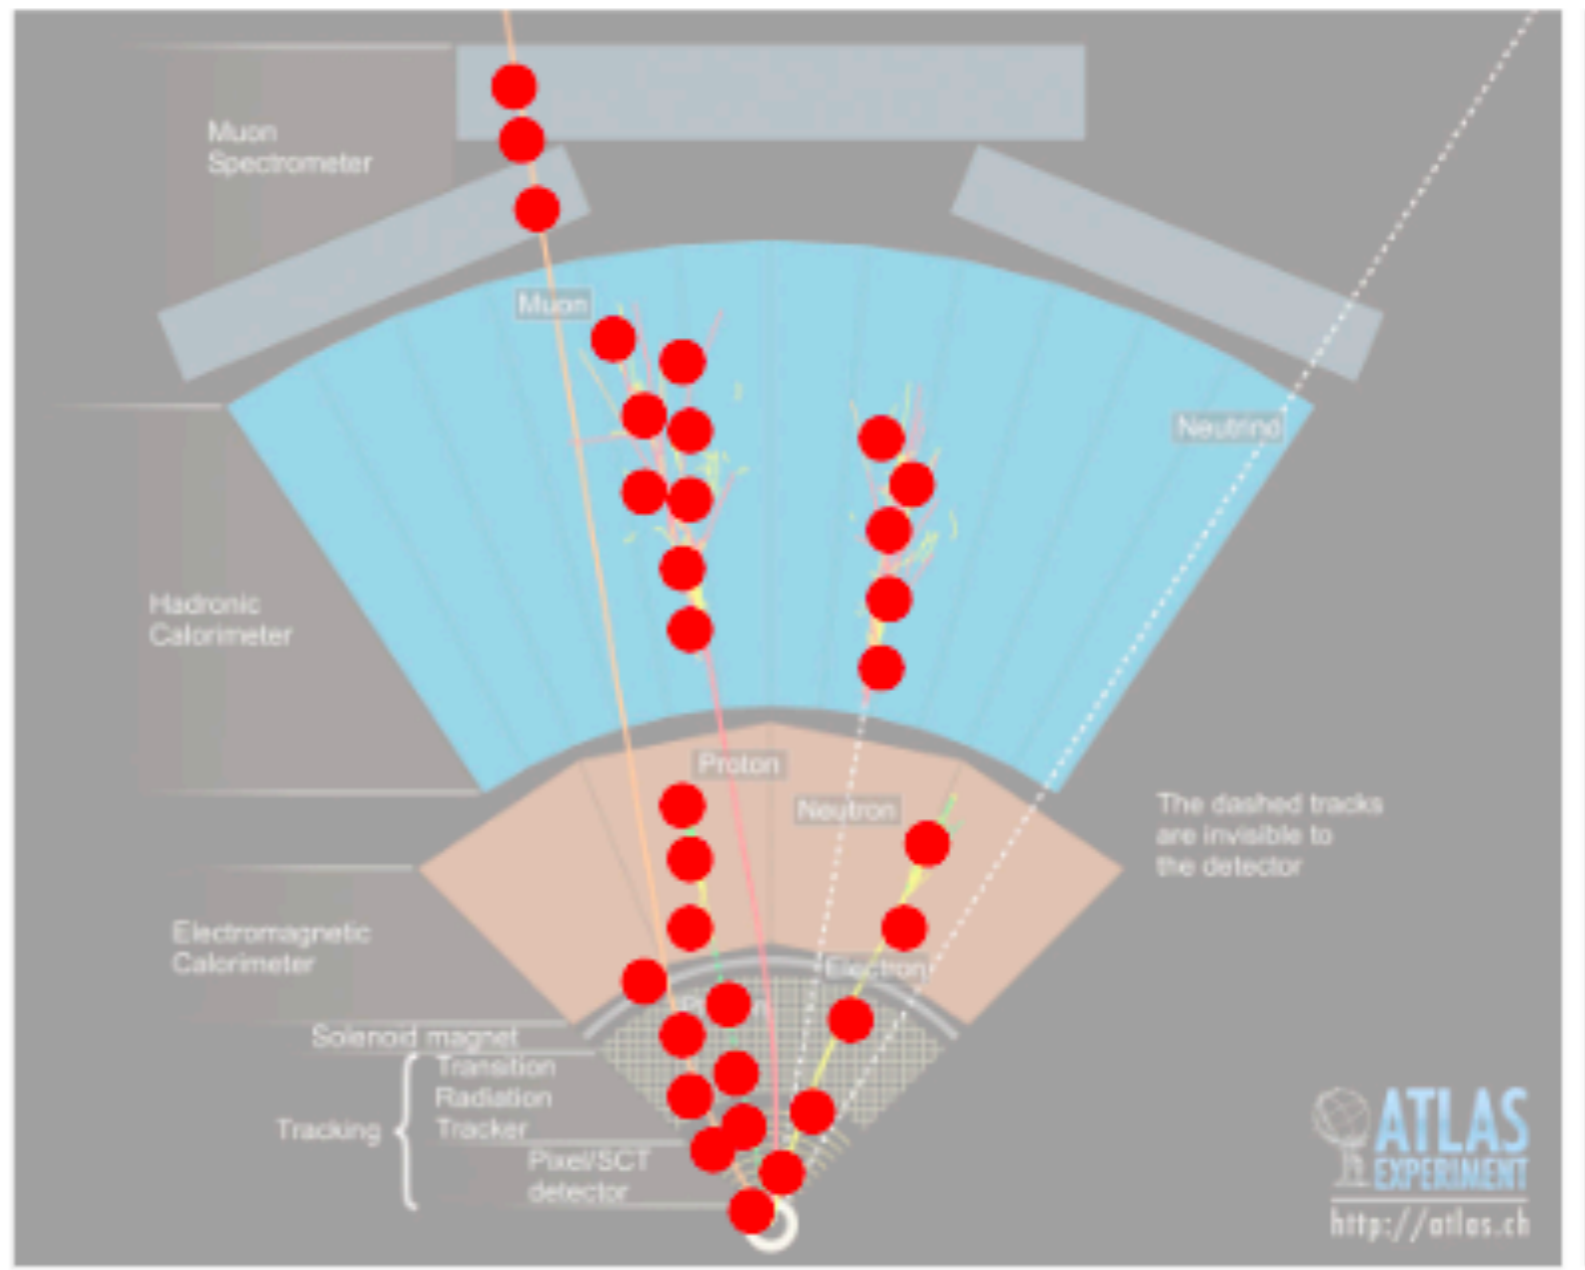 Muon
Spectrometer
Muon
Neutrino
Hadronic
Calorimeter
Proton
Neutron
The dashed tracks
are invisible to
the detector
Electromagnetic
Calorimeter
Electron
Solenoid magnet
Transition
Radiation
Tracker
Tracking
Pixel/SCT
detector
ATLAS
EXPERIMENT
http://atlas.ch